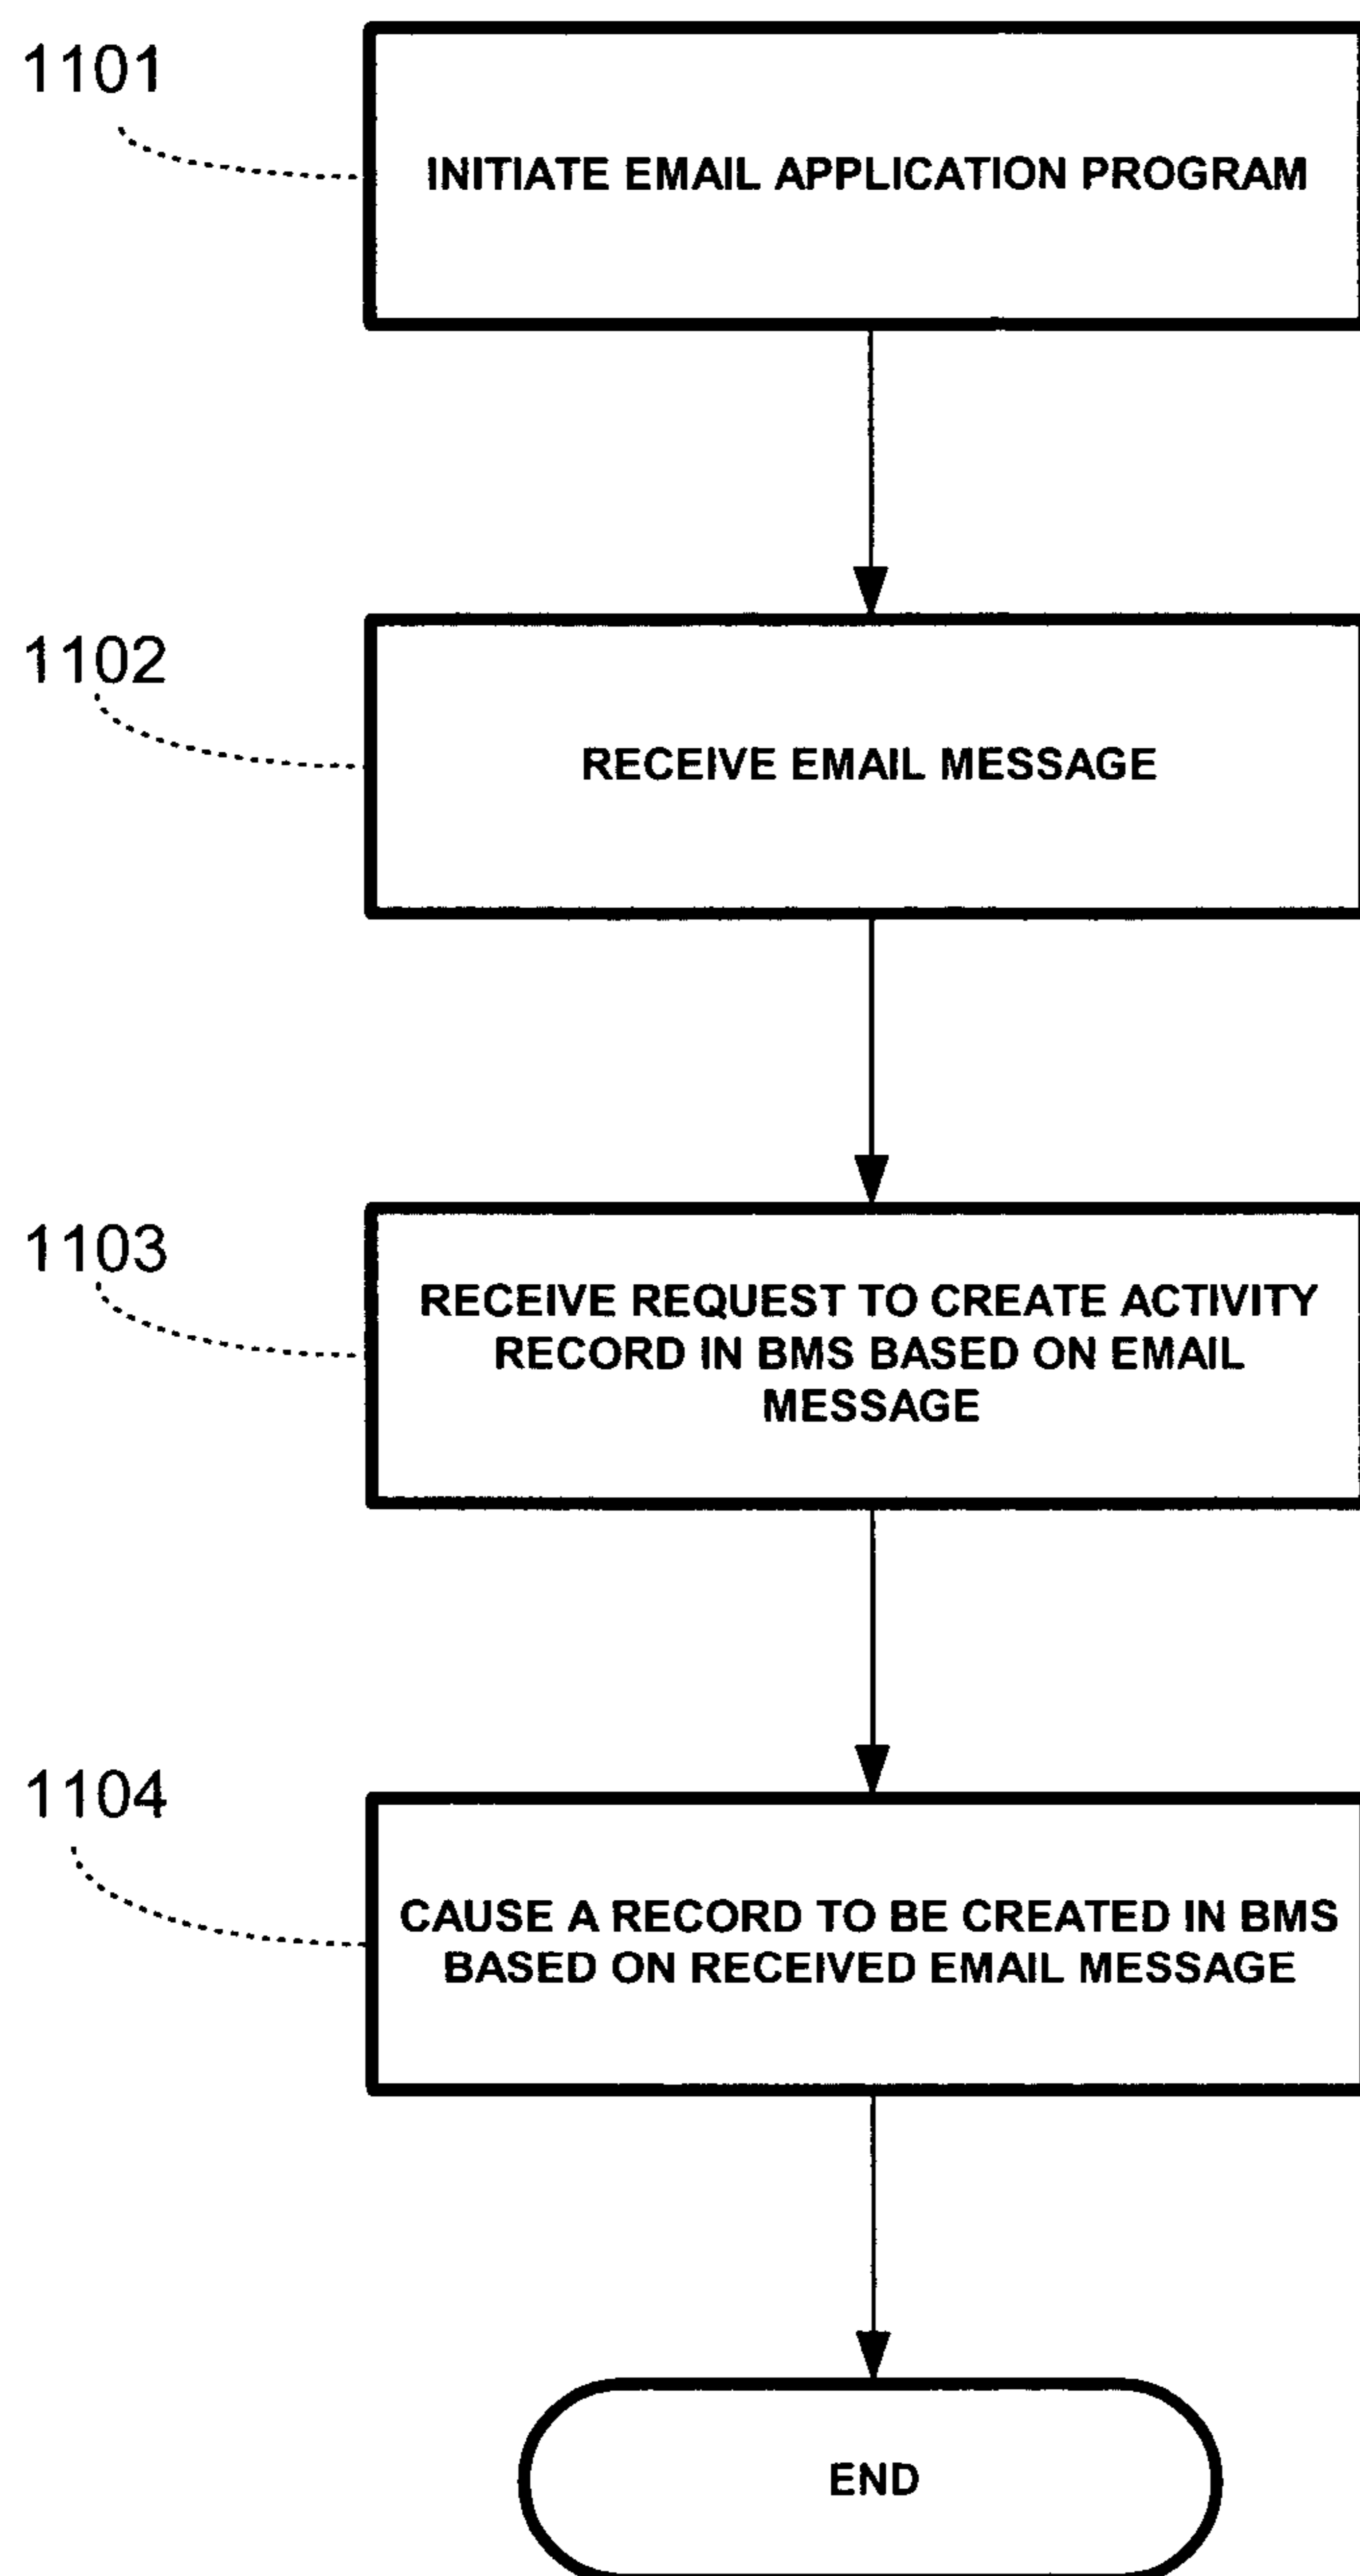 1101
INITIATE EMAIL APPLICATION PROGRAM
1102
RECEIVE EMAIL MESSAGE
1103
RECEIVE REQUEST TO CREATE ACTIVITY
RECORD IN BMS BASED ON EMAIL
MESSAGE
1104
CAUSE A RECORD TO BE CREATED IN BMS
BASED ON RECEIVED EMAIL MESSAGE
END